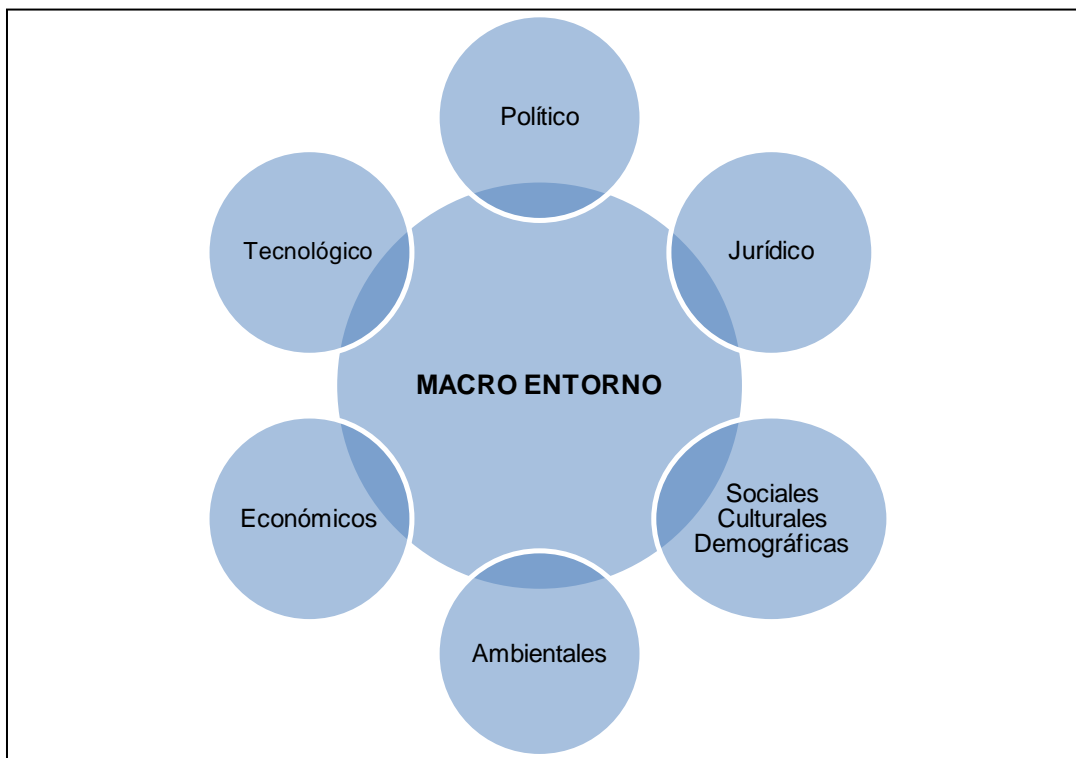 Político
Tecnológico
Jurídico
MACRO ENTORNO
Económicos
Sociales
Culturales
Demográficas
Ambientales